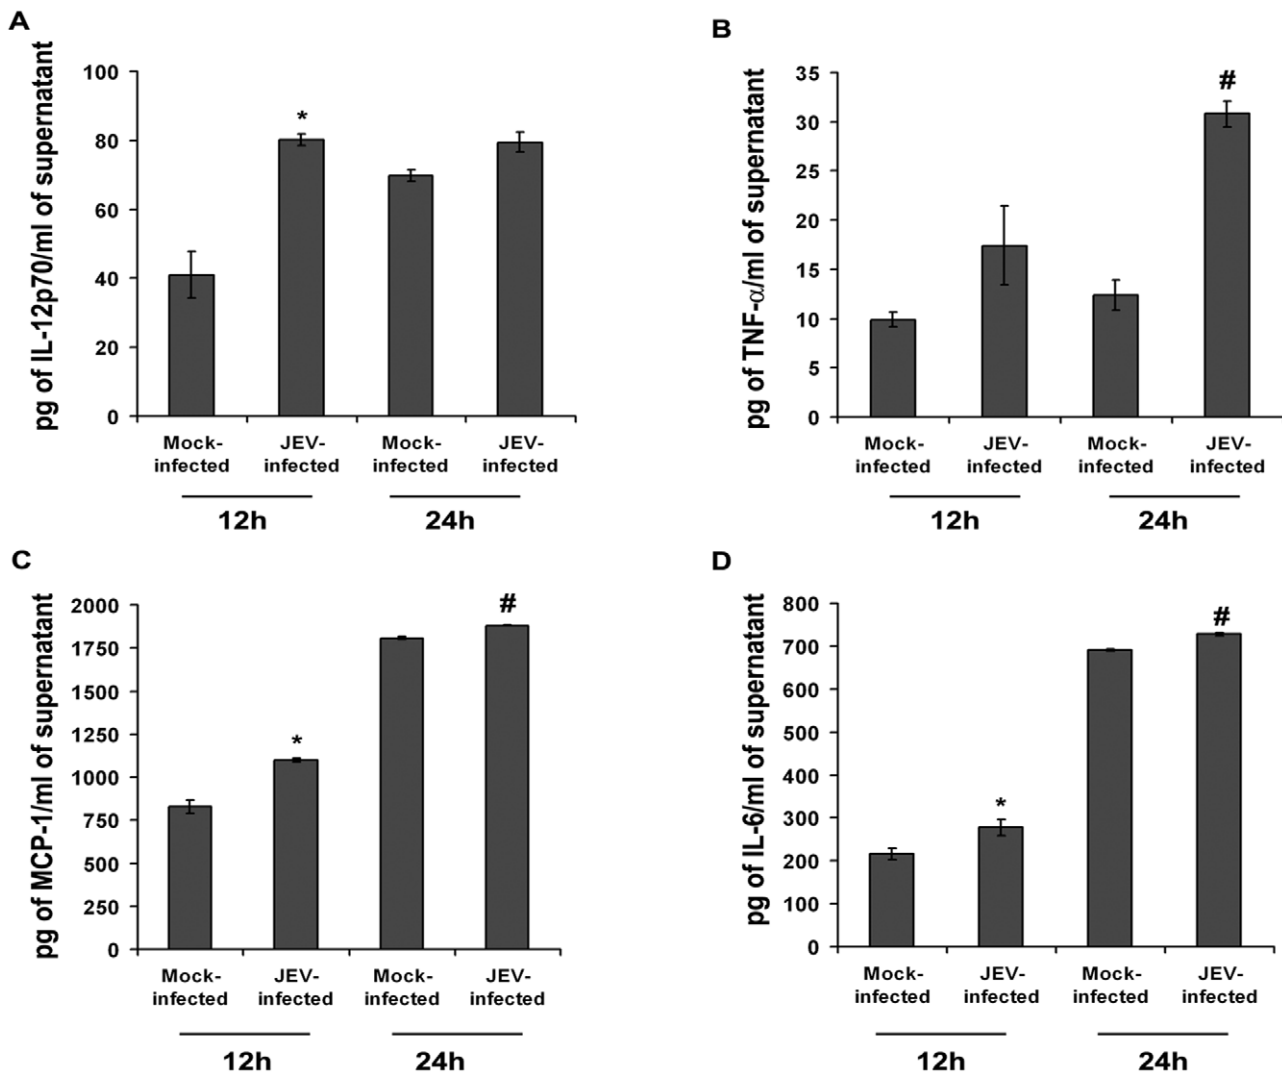 A
pg of IL-12p70/ml of supernatant
100
80
60
40
20
0
*
Mock-infected
JEV-infected
Mock-infected
JEV-infected
12h
24h
B
pg of TNF-α/ml of supernatant
35
30
25
20
15
10
5
0
#
Mock-infected
JEV-infected
Mock-infected
JEV-infected
12h
24h
C
pg of MCP-1/ml of supernatant
2000
1750
1500
1250
1000
750
500
250
0
*
#
Mock-infected
JEV-infected
Mock-infected
JEV-infected
12h
24h
D
pg of IL-6/ml of supernatant
800
700
600
500
400
300
200
100
0
*
#
Mock-infected
JEV-infected
Mock-infected
JEV-infected
12h
24h